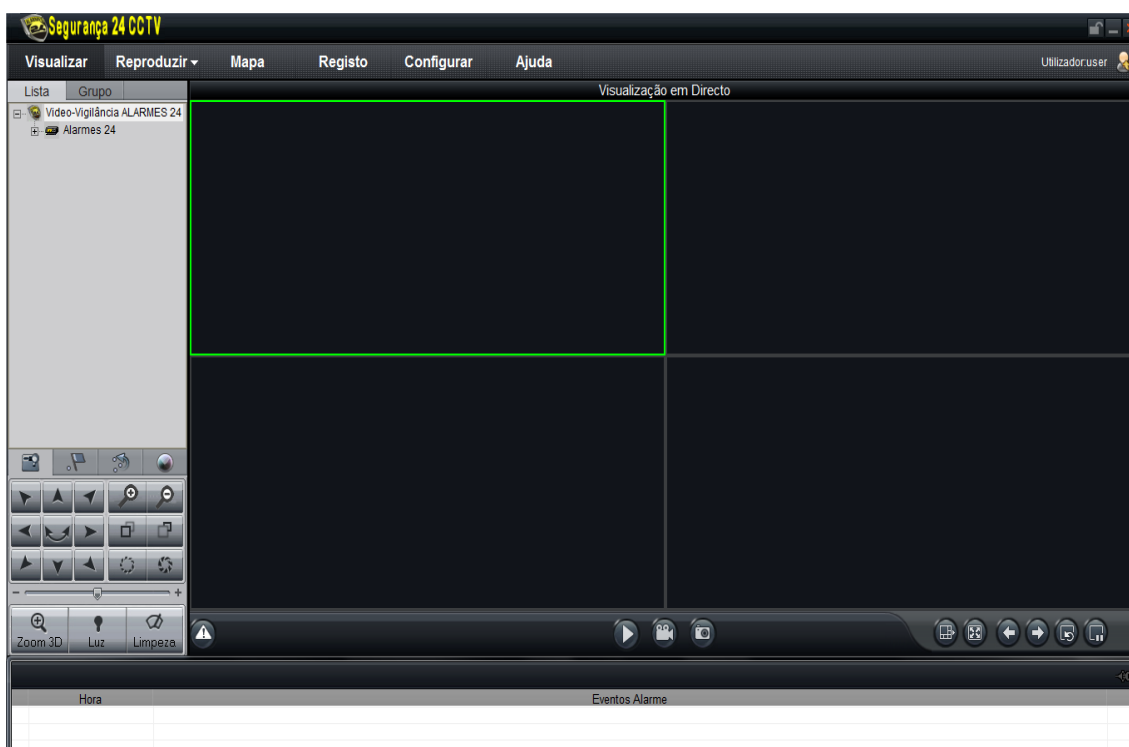 Segurança 24 CCTV
Visualizar Reproduzir Mapa Registo Configurar Ajuda Utilizador:user
Lista Grupo Visualização em Directo
Video-Vigilância ALARMES 24
Alarmes 24
Zoom 3D Luz Limpeza
Hora Eventos Alarme